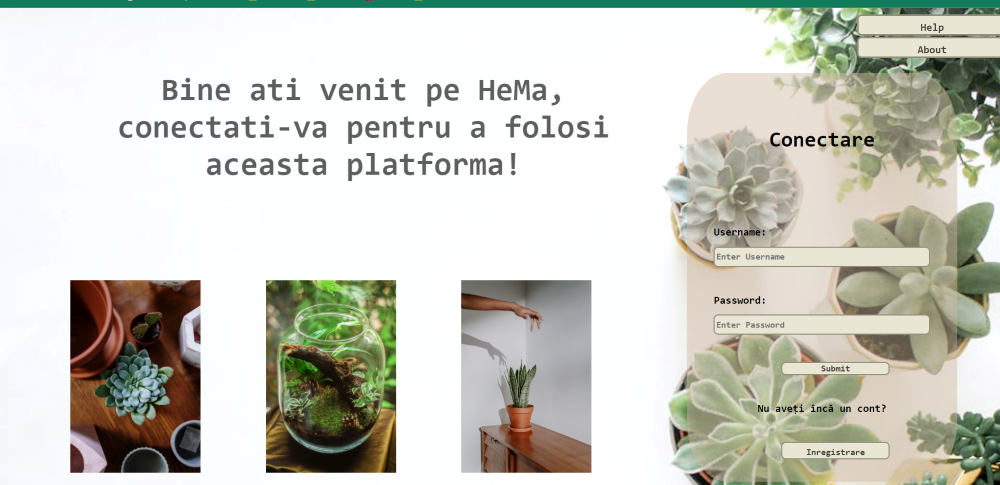 Help
About
Bine ati venit pe HeMa,
conectati-va pentru a folosi
aceasta platforma!
Conectare
Username:
Enter Username
Password:
Enter Password
Submit
Nu aveți încă un cont?
Inregistrare